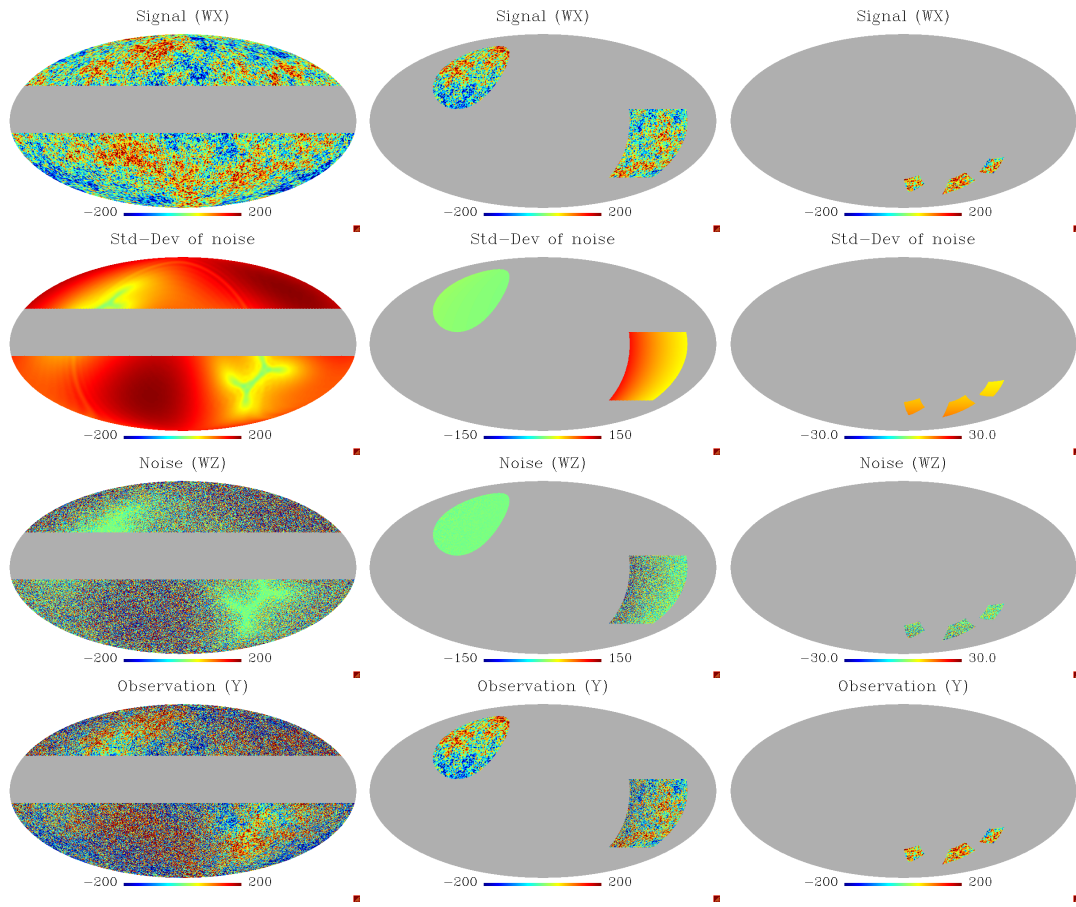 Signal (WX) Signal (WX) Signal (WX)
−200 200 −200 200 −200 200
Std−Dev of noise Std−Dev of noise Std−Dev of noise
−200 200 −150 150 −30.0 30.0
Noise (WZ) Noise (WZ) Noise (WZ)
−200 200 −150 150 −30.0 30.0
Observation (Y) Observation (Y) Observation (Y)
−200 200 −200 200 −200 200